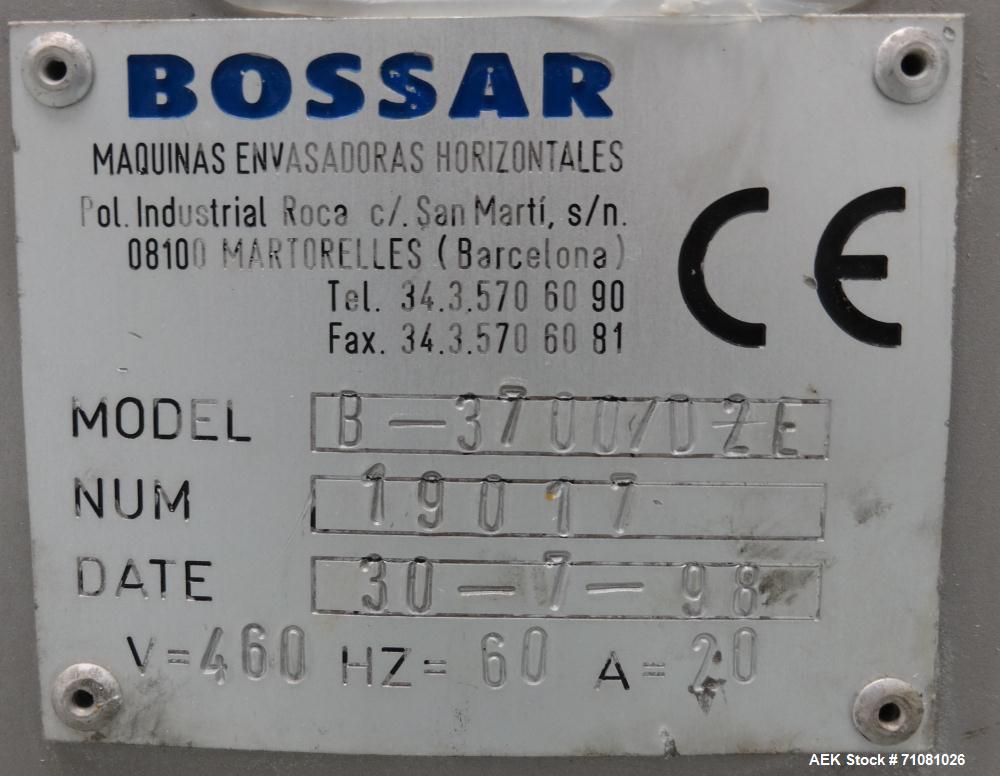 BOSSAR
MAQUINAS ENVASADORAS HORIZONTALES
Pol. Industrial Roca c/. San Martí, s/n.
08100 MARTORELLES (Barcelona)
Tel. 34.3.570 60 90
Fax. 34.3.570 60 81
CE
MODEL B-3700/D2E
NUM 19017
DATE 30-7-98
V=460 HZ=60 A=20
AEK Stock # 71081026